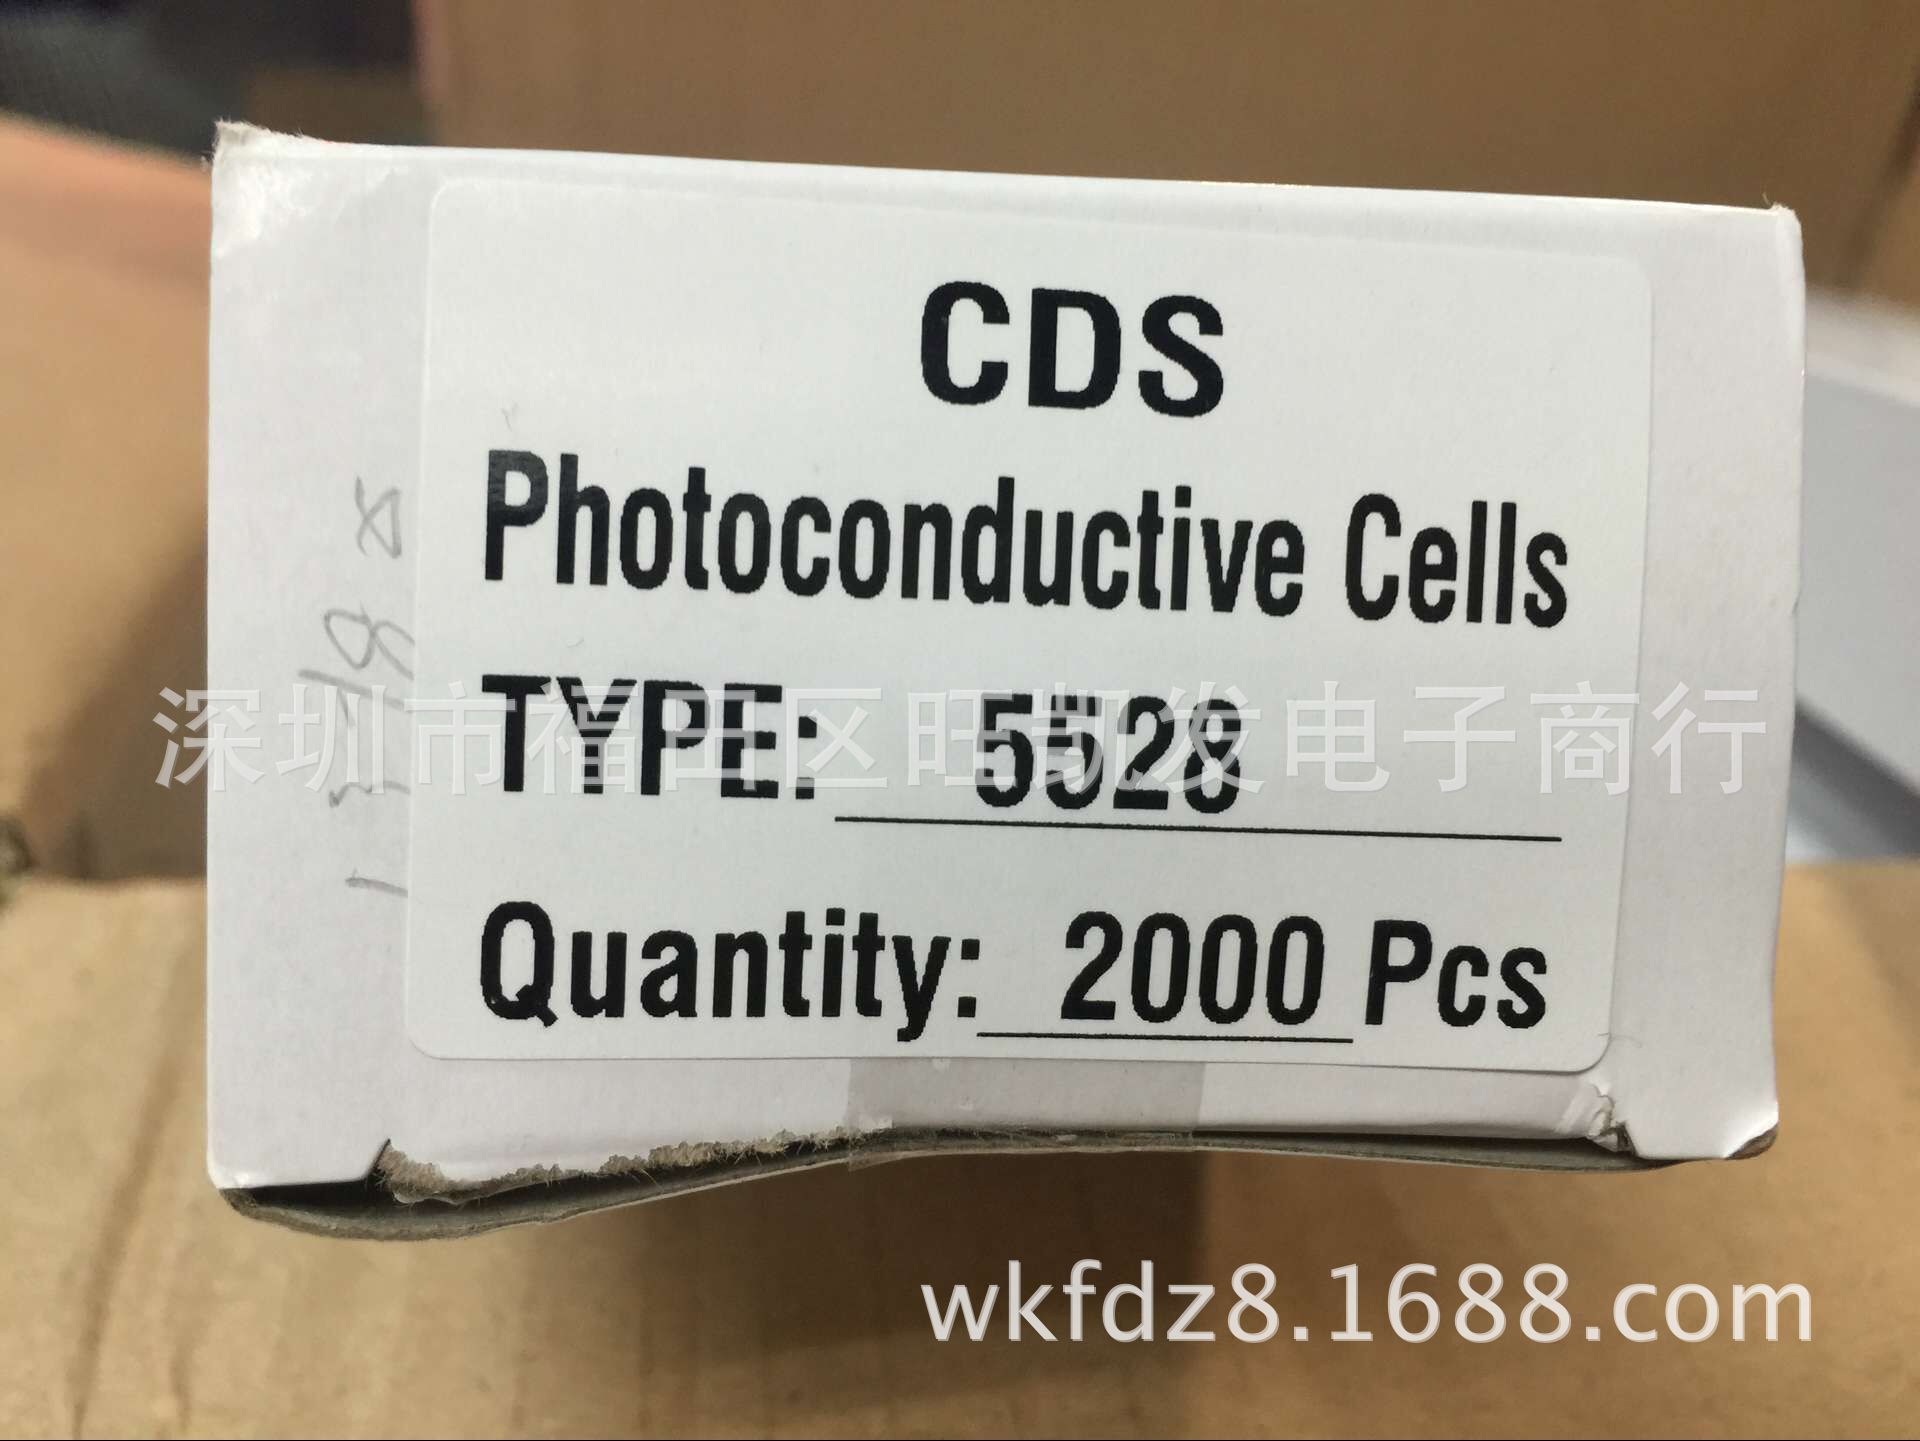 CDS
Photoconductive Cells
TYPE: 5528
深圳市福田区旺凯发电子商行
Quantity: 2000 Pcs
wkfdz8.1688.com